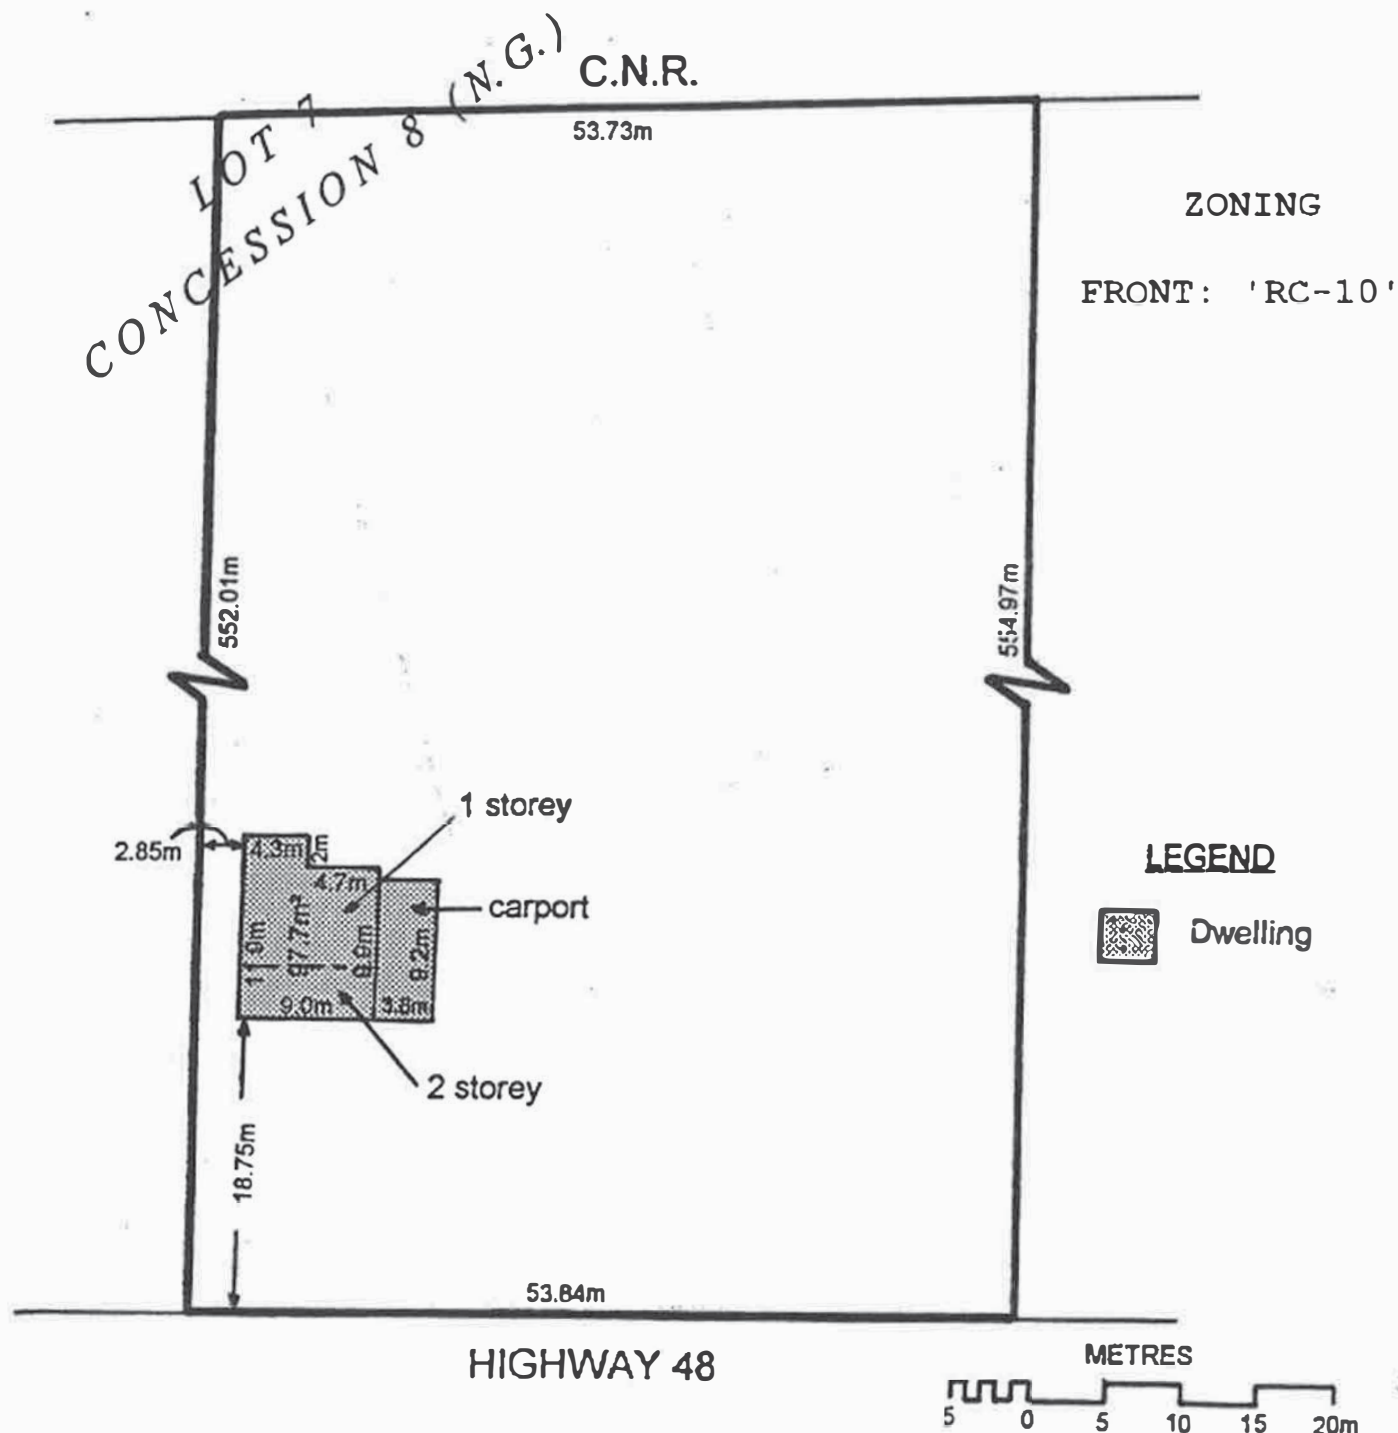 C.N.R.
LOT 7
CONCESSION 8 (N.G.)
53.73m
ZONING
FRONT: 'RC-10'
552.01m
554.97m
1 storey
2.85m
4.3m
2m
4.7m
carport
11.9m
97.7m²
9.9m
9.2m
9.0m
2 storey
18.75m
LEGEND
Dwelling
53.84m
HIGHWAY 48
METRES
5 0 5 10 15 20m